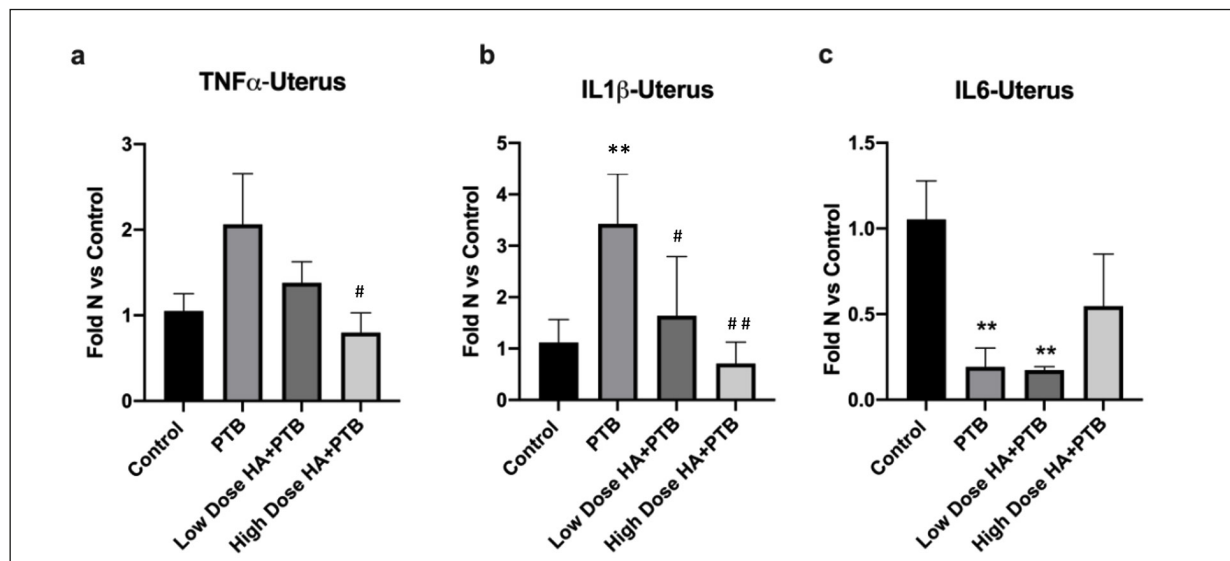 a
TNFα-Uterus
Fold N vs Control
3
2
1
0
#
Control
PTB
Low Dose HA+PTB
High Dose HA+PTB
b
IL1β-Uterus
Fold N vs Control
5
4
3
2
1
0
**
#
##
Control
PTB
Low Dose HA+PTB
High Dose HA+PTB
c
IL6-Uterus
Fold N vs Control
1.5
1.0
0.5
0.0
**
**
Control
PTB
Low Dose HA+PTB
High Dose HA+PTB